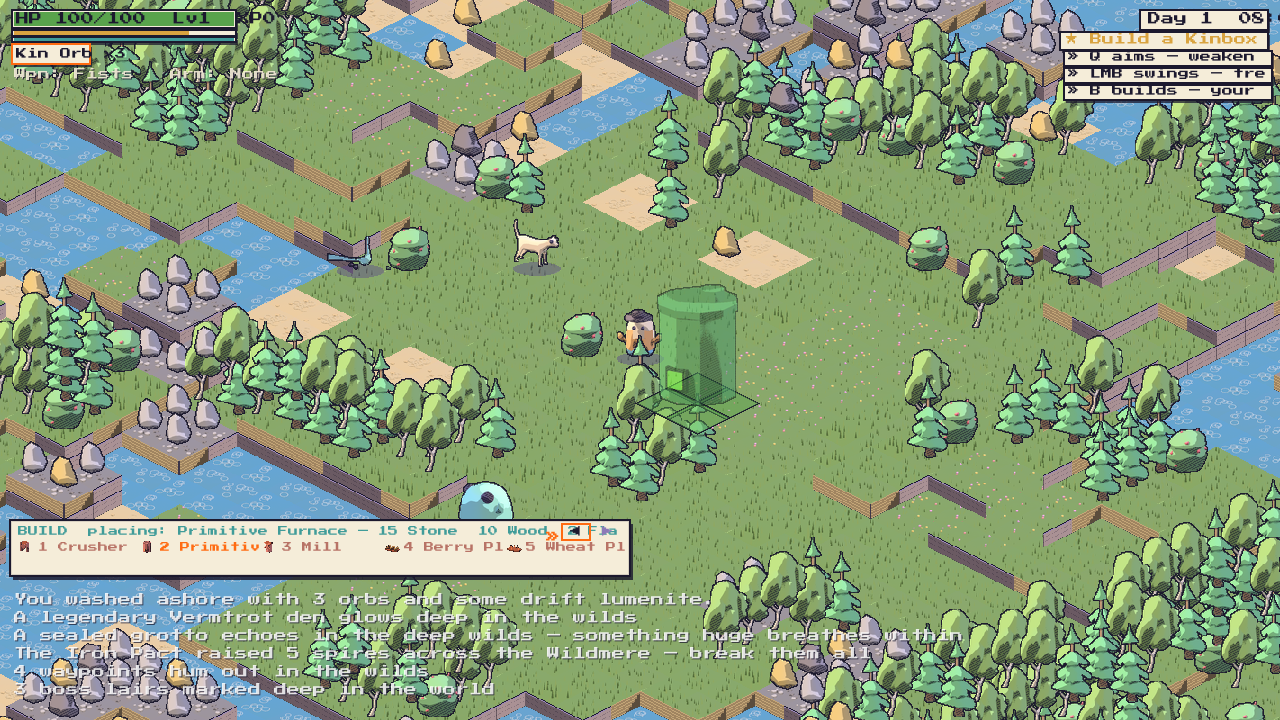 HP 100/100 Lv1 XP0
Kin Orb x3
Wpn: Fists Arm: None
Day 1 08
★ Build a Kinbox
» Q aims — weaken
» LMB swings — tre
» B builds — your
BUILD placing: Primitive Furnace — 15 Stone 10 Wood
1 Crusher 2 Primitiv 3 Mill 4 Berry Pl 5 Wheat Pl
You washed ashore with 3 orbs and some drift lumenite.
A legendary Vermtrot den glows deep in the wilds
A sealed grotto echoes in the deep wilds — something huge breathes within
The Iron Pact raised 5 spires across the Wildmere — break them all
4 waypoints hum out in the wilds
3 boss lairs marked deep in the world